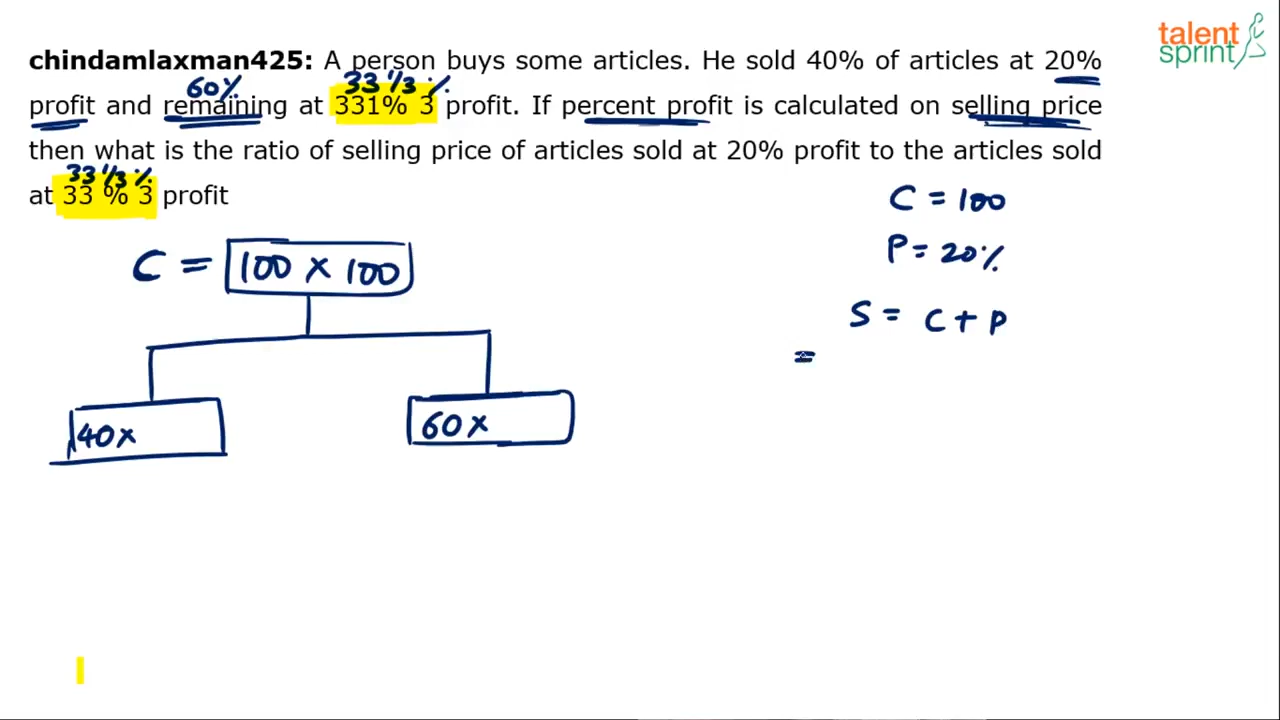 talent
sprint
chindamlaxman425: A person buys some articles. He sold 40% of articles at 20%
60% 33 1/3 %
profit and remaining at 331% 3 profit. If percent profit is calculated on selling price
then what is the ratio of selling price of articles sold at 20% profit to the articles sold
33 1/3 %
at 33 % 3 profit
C = 100
P = 20%
C = 100 x 100
S = C + P
=
40x
60x